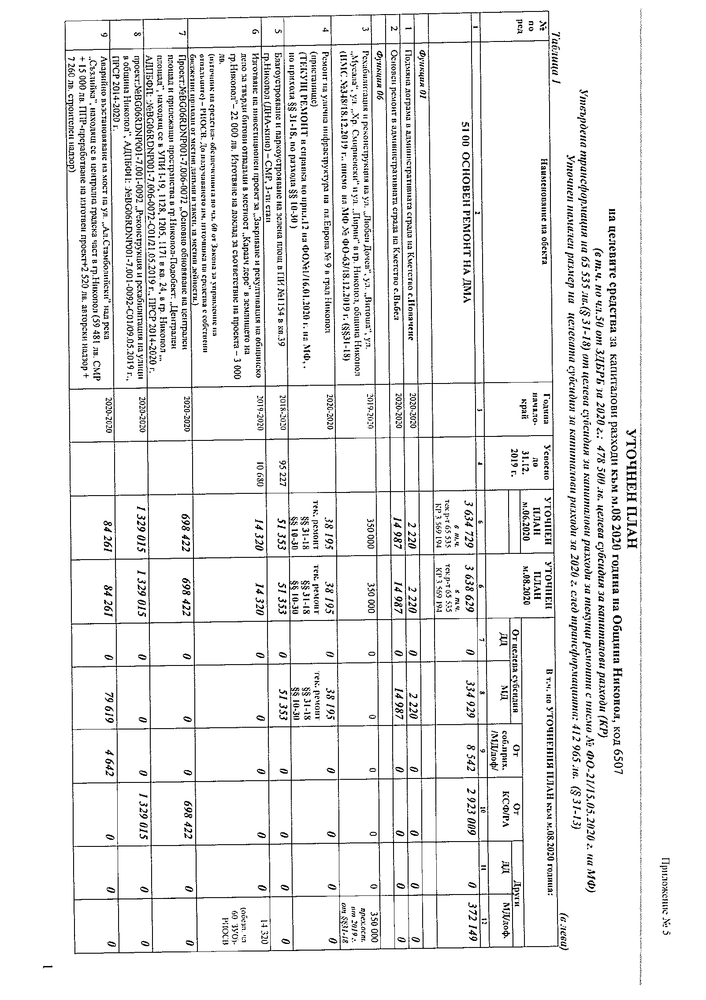 Приложение № 5
УТОЧНЕН ПЛАН
на целевите средства за капиталови разходи към м.08 2020 година на Община Никопол, код 6507
(в т.ч. по чл.50 от ЗДБРБ за 2020 г.: 478 500 лв. целева субсидия за капиталови разходи (КР)
Утвърдена трансформация на 65 535 лв.(§ 31-18) от целева субсидия за капиталови разходи за текущи ремонти с писмо № ФО-21/15.05.2020 г. на МФ)
Уточнен намален размер на целевата субсидия за капиталови разходи за 2020 г. след трансформацията: 412 965 лв. (§ 31-13)
Таблица 1
(в лева)
№ по ред
Наименование на обекта
Година начало-край
Усвоено до 31.12. 2019 г.
УТОЧНЕН ПЛАН м.06.2020
УТОЧНЕН ПЛАН м.08.2020
В т.ч. по УТОЧНЕНИЯ ПЛАН към м.08.2020 година:
От целева субсидия
ДД
МД
От соб.прих. /МД/доф/
От КСФ/РА
Други
ДД
МД/доф.
1 2 3 4 6 6 7 8 9 10 11 12
51 00 ОСНОВЕН РЕМОНТ НА ДМА
3 634 729
в т.ч.
тек.р-т 65 535
КР 3 569 194
3 638 629
в т.ч.
тек.р-т 65 535
КР 3 569 194
0 334 929 8 542 2 923 009 0 372 149
Функция 01
1 Подмяна дограма в административната сграда на Кметство с.Новачене 2020-2020 2 220 2 220 0 2 220 0 0 0 0
2 Основен ремонт в административната сграда на Кметство с.Въбел 2020-2020 14 987 14 987 0 14 987 0 0 0 0
Функция 06
3 Рехабилитация и реконструкция на ул. „Любен Дочев“, ул. „Витоша“, ул.
„Мусала“, ул. „Хр. Смирненски“ и ул. „Пирин“ в гр. Никопол, община Никопол
(ПМС №348/18.12.2019 г., писмо на МФ № ФО-63/18.12.2019 г. (§§31-18)
2019-2020 350 000 350 000 0 0 0 0 0 350 000
прех.ост.
от 2019 г.
от §§31-18
4 Ремонт на улична инфраструктура на пл.Европа № 9 в град Никопол
(пристанище)
(ТЕКУЩ РЕМОНТ в справка по прил.12 на ФО№1/16.01.2020 г. на МФ, .
по прихода §§ 31-18, по разхода §§ 10-30 )
2020-2020
38 195
тек. ремонт
§§ 31-18
§§ 10-30
38 195
тек. ремонт
§§ 31-18
§§ 10-30
0
38 195
тек. ремонт
§§ 31-18
§§ 10-30
0 0 0 0
5 Благоустрояване и паркоустрояване на зелена площ в ПИ №1154 в кв.39
гр.Никопол (ДНА-кино) – СМР, 3-ти етап
2018-2020 95 227 51 353 51 353 0 51 353 0 0 0 0
6 Изготвяне на инвестиционен проект за „Закриване и рекултивация на общинско
депо за твърди битови отпадъци в местност „Караач дере” в землището на
гр.Никопол”– 22 000 лв. Изготвяне на доклад за съответствие на проекта – 3 000
лв.
(източник на средства- обезпеченията по чл. 60 от Закона за управление на
отпадъците) – РИОСВ. До получаването им, източника на средства е собствени
бюджетни приходи от местни данъци и такси, за местни дейности.)
2019-2020 10 680 14 320 14 320 0 0 0 0 0 14 320
(обезп. чл
60 ЗУО)-
РИОСВ
7 Проект:№BG06RDNP001-7.006-0072 „Основно обновяване на централен
площад и прилежащи пространства в гр.Никопол-Подобект: „Централен
площад”, находящ се в УПИ I-19, 1128, 1205, 1171 в кв. 24, в гр. Никопол „,
АДПБФП: :№BG06RDNP001-7.006-0072-C01/21.05.2019 г., ПРСР 2014-2020 г.
2020-2020 698 422 698 422 0 0 0 698 422 0 0
8 проект:№BG06RDNP001-7.001-0092 „Реконструкция и рехабилитация на улици
в община Никопол”, АДПБФП: :№BG06RDNP001-7.001-0092-C01/09.05.2019 г.,
ПРСР 2014-2020 г.
2020-2020 1 329 015 1 329 015 0 0 0 1 329 015 0 0
9 Аварийно възстановяване на мост на ул. „Ал.Стамболийски” над река
„Съзлийка”, находящ се в централна градска част в гр.Никопол (59 481 лв. СМР
+ 15 000 лв. ППР-преработване на изготвен проект+2 520 лв. авторски надзор +
7 260 лв. строителен надзор)
2020-2020 84 261 84 261 0 79 619 4 642 0 0 0
1